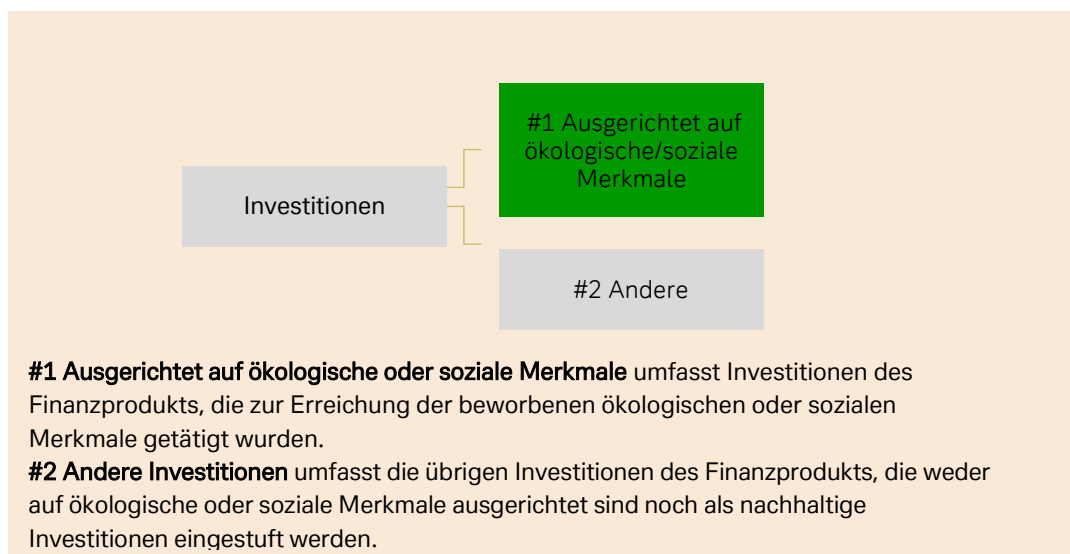 #1 Ausgerichtet auf
ökologische/soziale
Merkmale
Investitionen
#2 Andere
#1 Ausgerichtet auf ökologische oder soziale Merkmale umfasst Investitionen des
Finanzprodukts, die zur Erreichung der beworbenen ökologischen oder sozialen
Merkmale getätigt wurden.
#2 Andere Investitionen umfasst die übrigen Investitionen des Finanzprodukts, die weder
auf ökologische oder soziale Merkmale ausgerichtet sind noch als nachhaltige
Investitionen eingestuft werden.